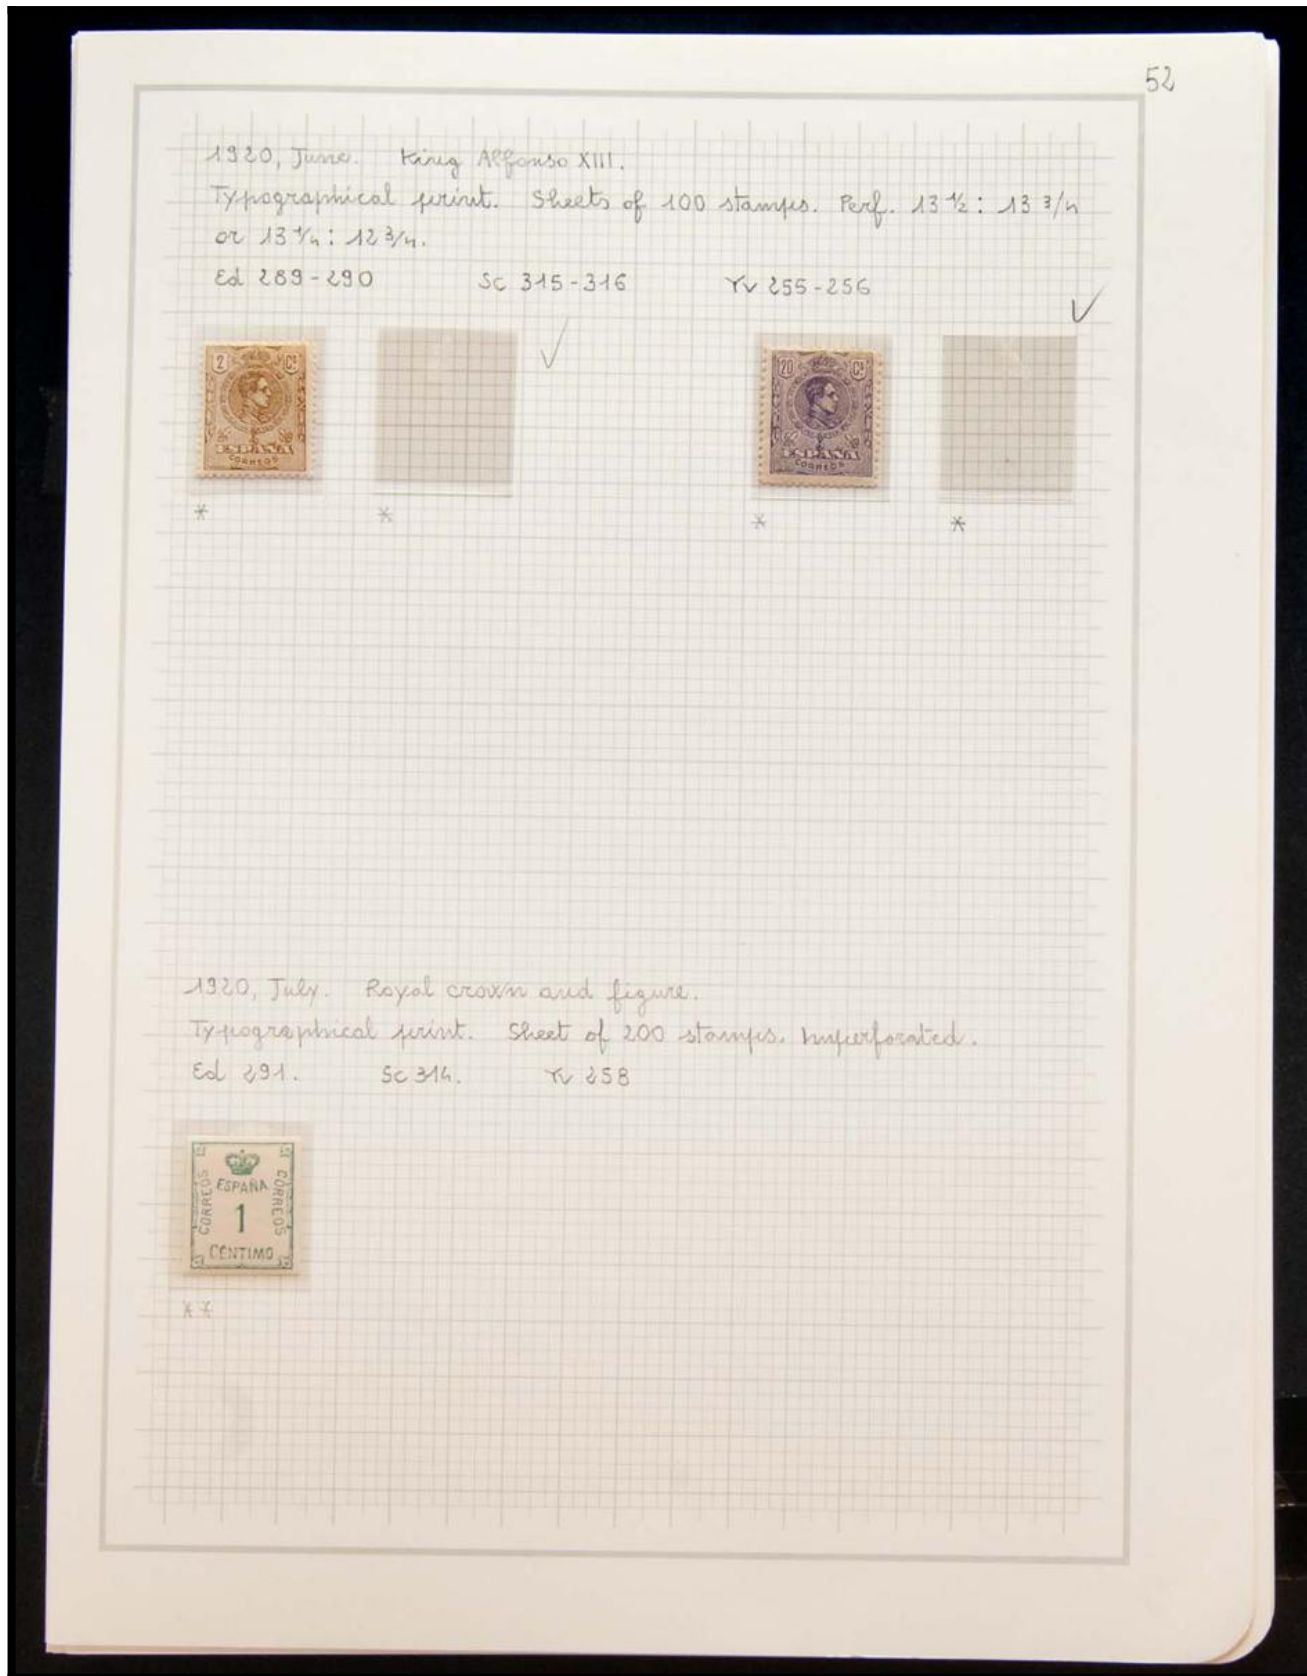 52
1920, June. King Alfonso XIII.
Typographical print. Sheets of 100 stamps. Perf. 13 1/2 : 13 3/4
or 13 1/4 : 12 3/4.
Ed 289-290 Sc 315-316 Yv 255-256
2 Cs
ESPAÑA
CORREOS
20 Cs
ESPAÑA
CORREOS
* * * *
1920, July. Royal crown and figure.
Typographical print. Sheet of 200 stamps. Imperforated.
Ed 291. Sc 314. Yv 258
CORREOS
ESPAÑA
CORREOS
1
CÉNTIMO
**